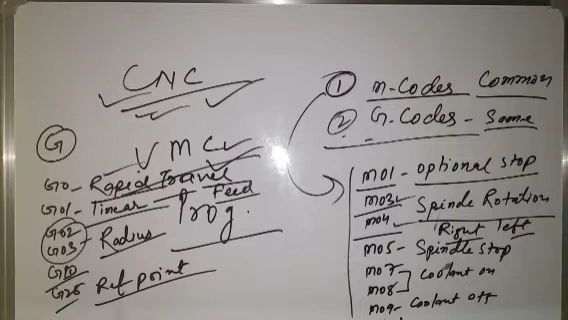 CNC
VMC
Prog.
G
G0 - Rapid Travel
G01 - Linear Feed
G02
G03 - Radius
G28 Ref point
1 M-Codes Common
2 G-Codes - Same
M01 - optional stop
M03
M04 Spindle Rotation
Right left
M05 - Spindle stop
M07
M08 coolant on
M09 - Coolant off